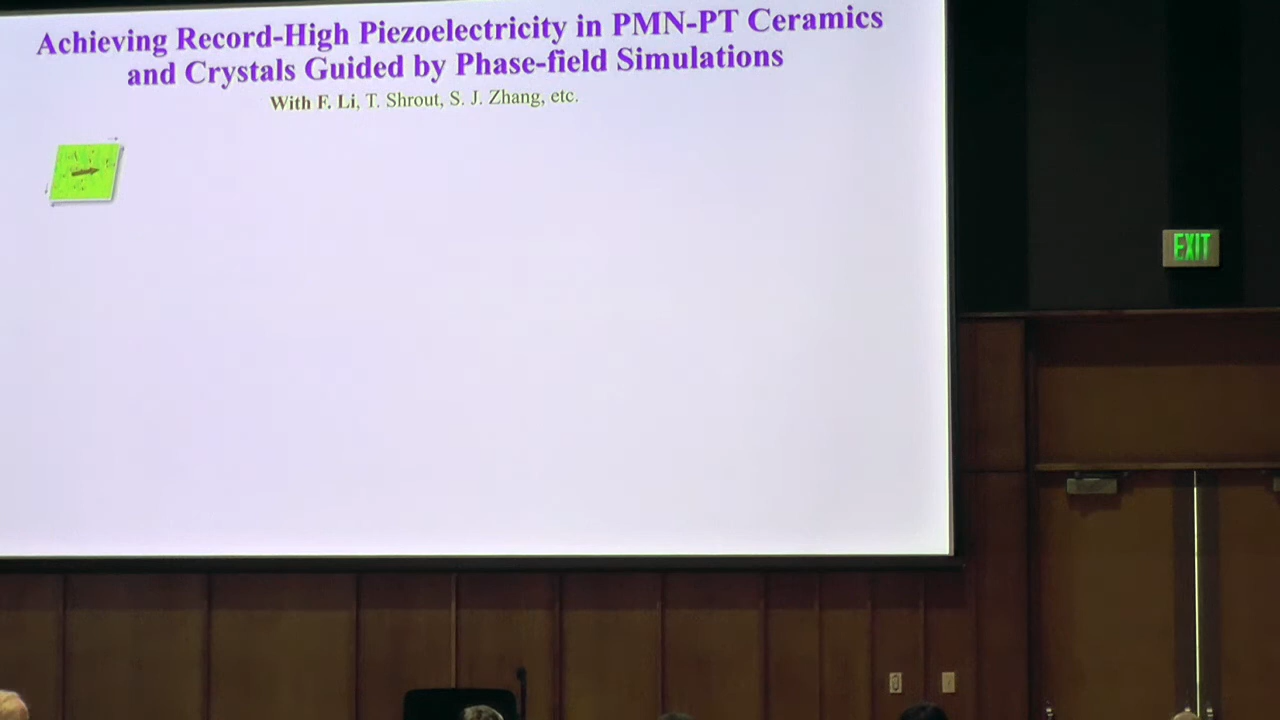 Achieving Record-High Piezoelectricity in PMN-PT Ceramics
and Crystals Guided by Phase-field Simulations
With F. Li, T. Shrout, S. J. Zhang, etc.
EXIT